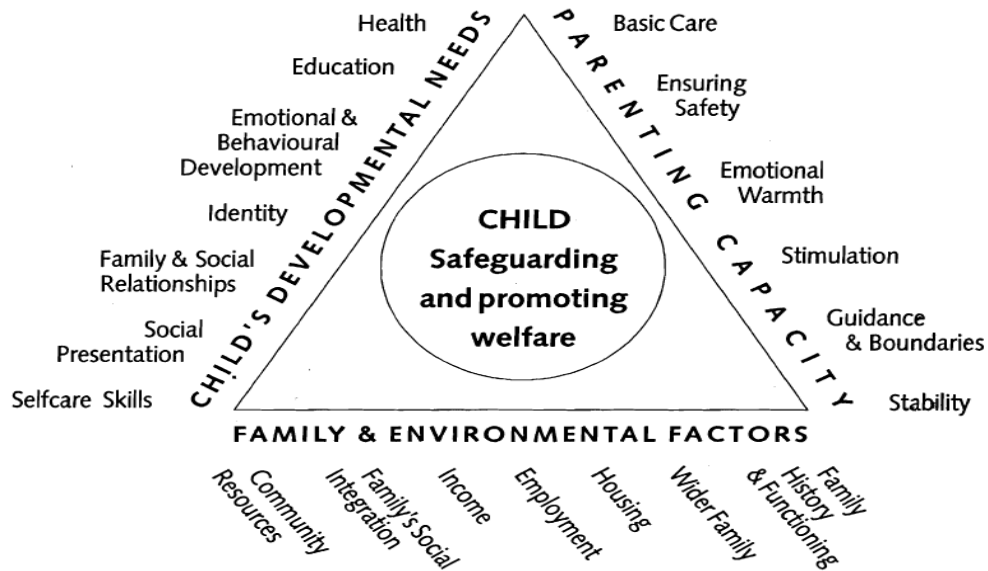 Health
Education
Emotional &
Behavioural
Development
Identity
Family & Social
Relationships
Social
Presentation
Selfcare Skills
CHILD'S DEVELOPMENTAL NEEDS
CHILD
Safeguarding
and promoting
welfare
PARENTING CAPACITY
Basic Care
Ensuring
Safety
Emotional
Warmth
Stimulation
Guidance
& Boundaries
Stability
FAMILY & ENVIRONMENTAL FACTORS
Community
Resources
Family's Social
Integration
Income
Employment
Housing
Wider Family
Family
History
& Functioning